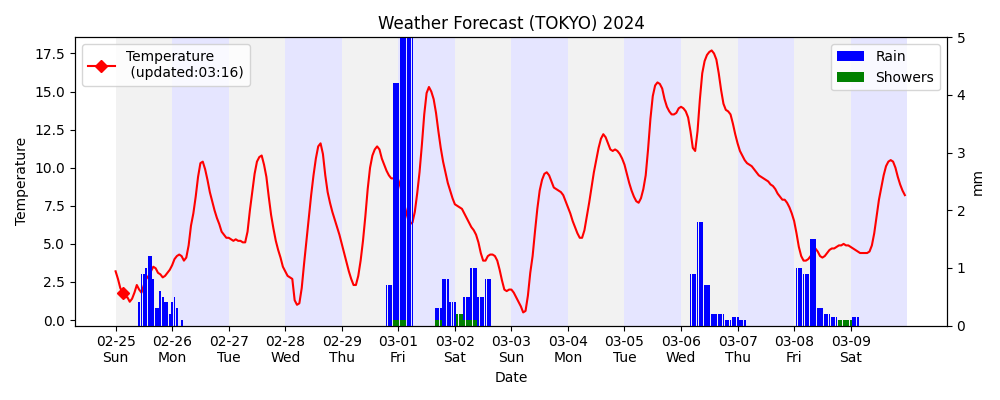 Weather Forecast (TOKYO) 2024
Temperature
(updated:03:16)
Rain
Showers
17.5
15.0
12.5
10.0
7.5
5.0
2.5
0.0
Temperature
5
4
3
2
1
0
mm
02-25 02-26 02-27 02-28 02-29 03-01 03-02 03-03 03-04 03-05 03-06 03-07 03-08 03-09
Sun Mon Tue Wed Thu Fri Sat Sun Mon Tue Wed Thu Fri Sat
Date